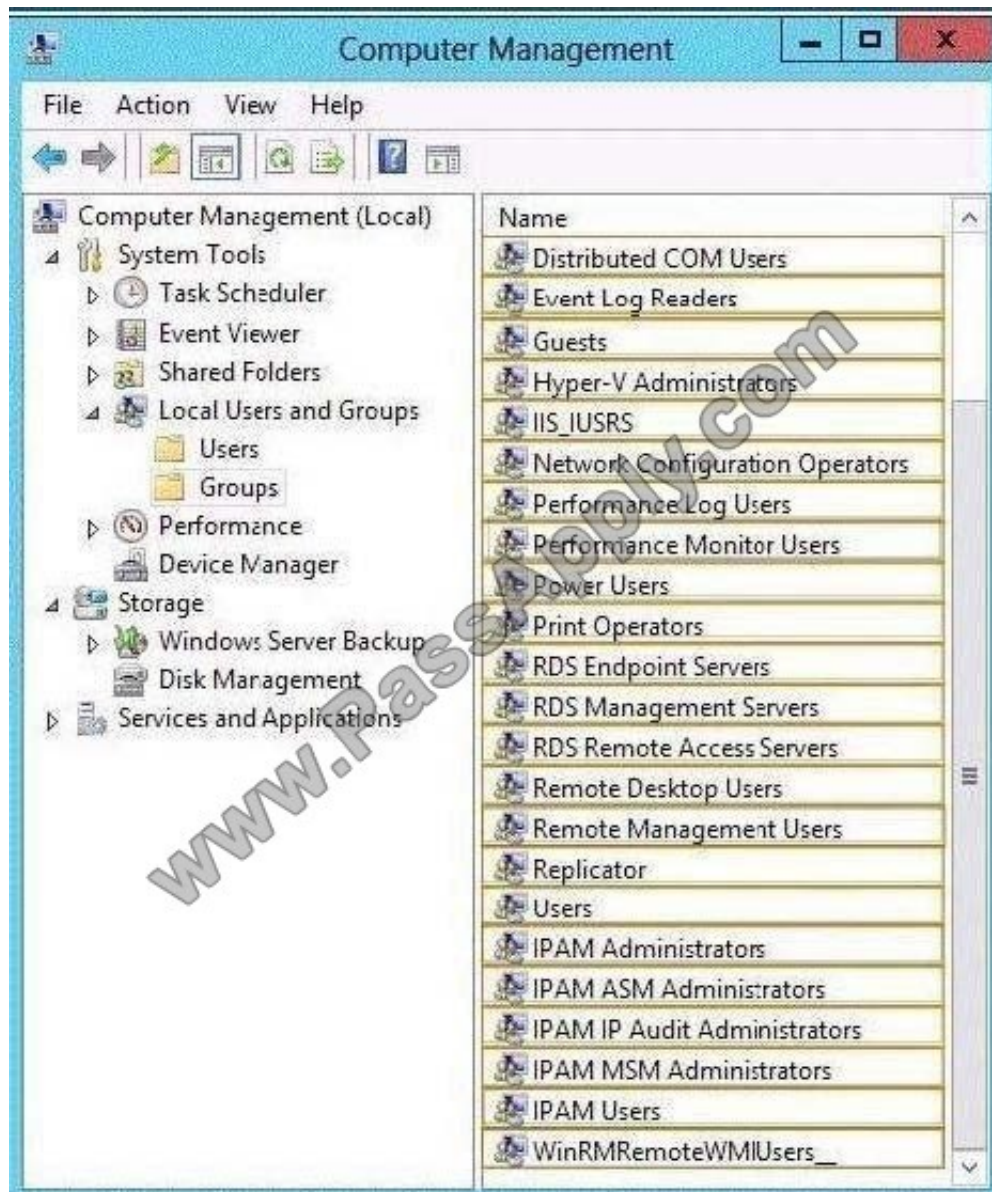 Computer Management
File Action View Help
Computer Management (Local)
System Tools
Task Scheduler
Event Viewer
Shared Folders
Local Users and Groups
Users
Groups
Performance
Device Manager
Storage
Windows Server Backup
Disk Management
Services and Applications
Name
Distributed COM Users
Event Log Readers
Guests
Hyper-V Administrators
IIS_IUSRS
Network Configuration Operators
Performance Log Users
Performance Monitor Users
Power Users
Print Operators
RDS Endpoint Servers
RDS Management Servers
RDS Remote Access Servers
Remote Desktop Users
Remote Management Users
Replicator
Users
IPAM Administrators
IPAM ASM Administrators
IPAM IP Audit Administrators
IPAM MSM Administrators
IPAM Users
WinRMRemoteWMIUsers__
www.PassApply.com